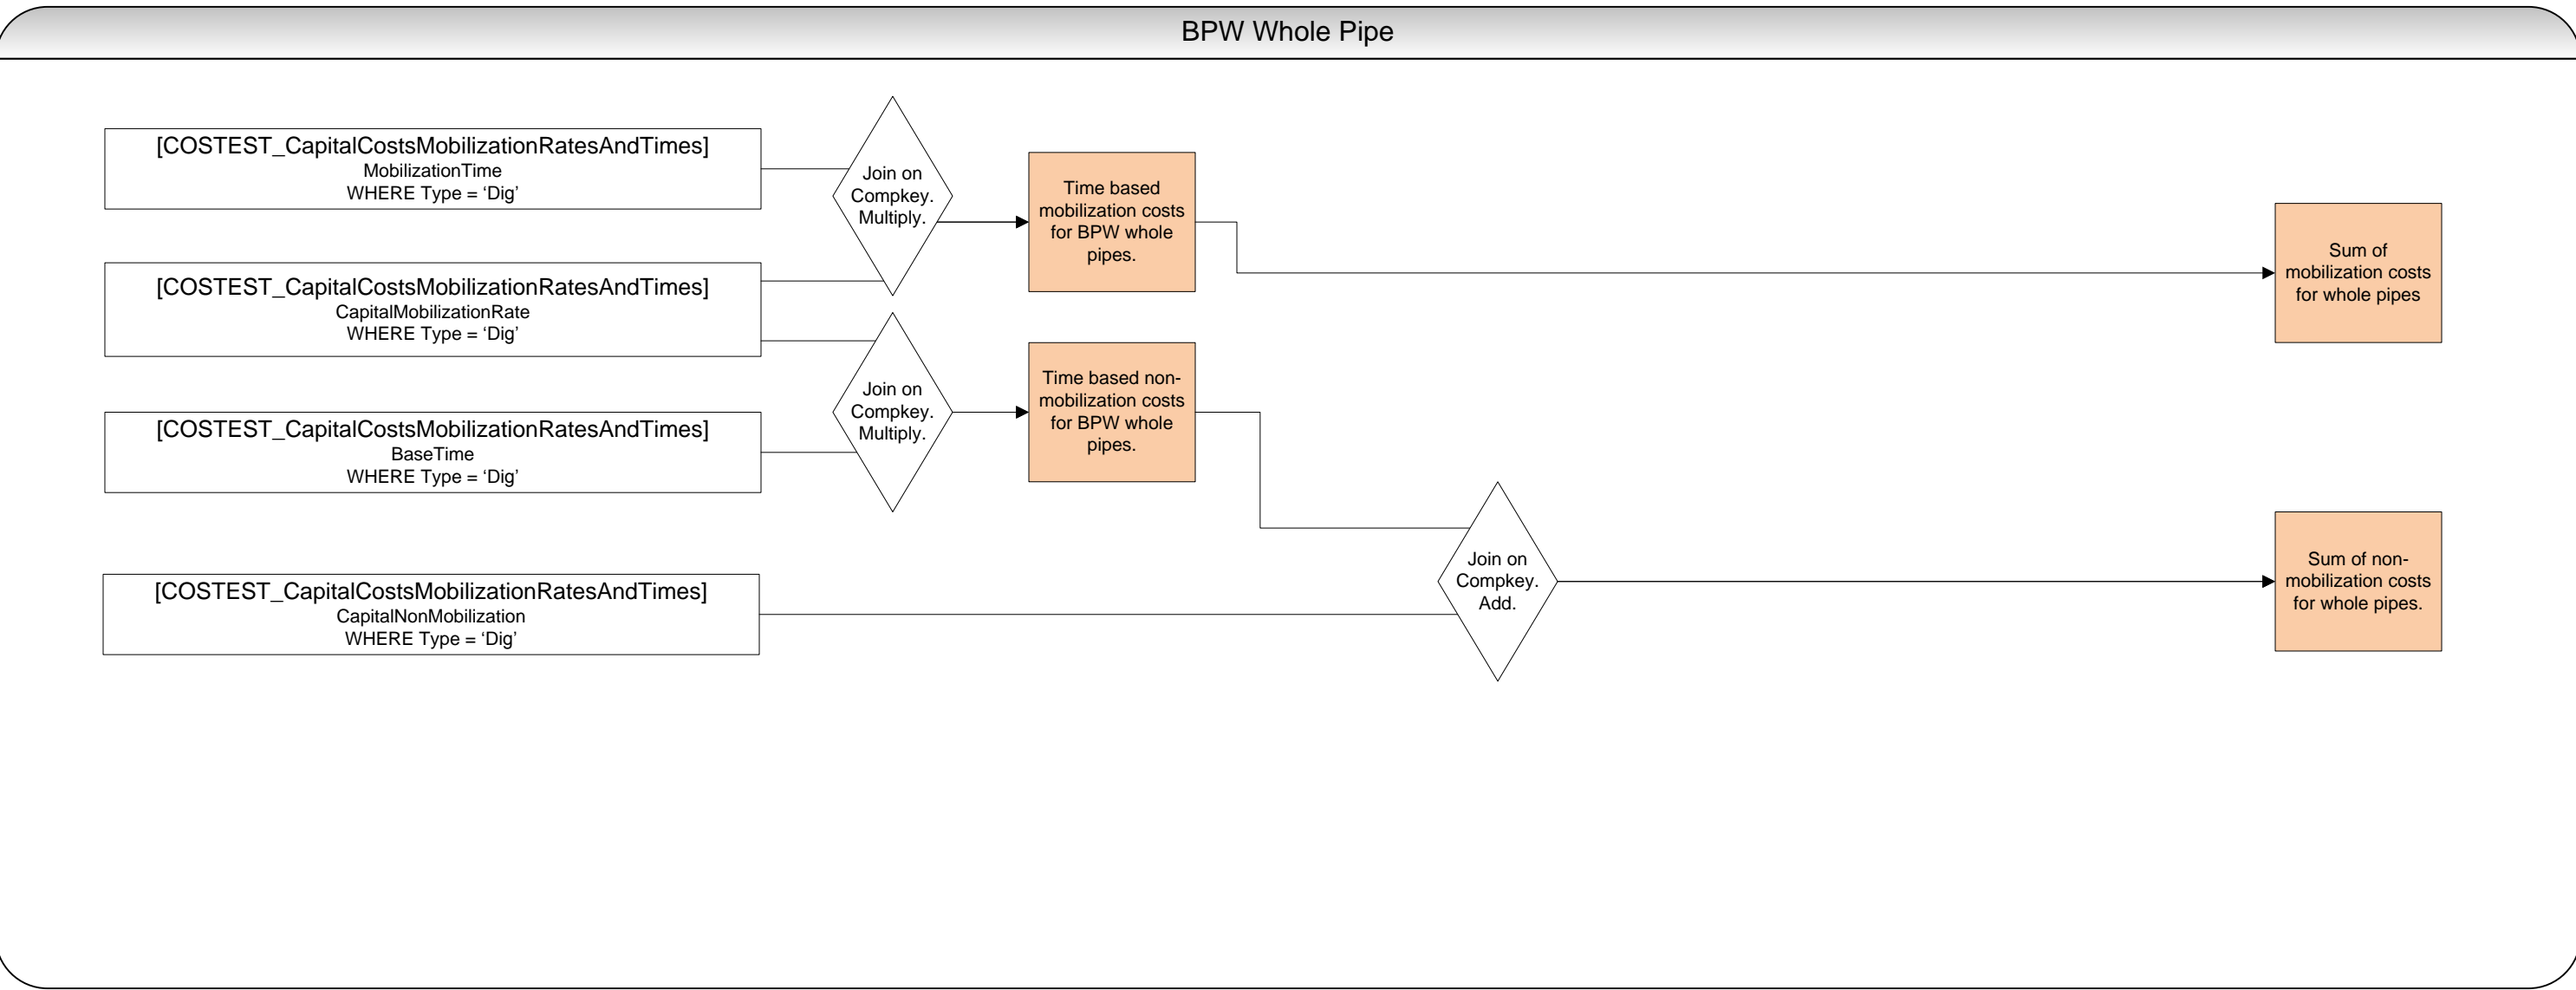 BPW Whole Pipe
[COSTEST_CapitalCostsMobilizationRatesAndTimes]
MobilizationTime
WHERE Type = ‘Dig’
Join on
Compkey.
Multiply.
Time based
mobilization costs
for BPW whole
pipes.
Sum of
mobilization costs
for whole pipes
[COSTEST_CapitalCostsMobilizationRatesAndTimes]
CapitalMobilizationRate
WHERE Type = ‘Dig’
Join on
Compkey.
Multiply.
Time based non-
mobilization costs
for BPW whole
pipes.
[COSTEST_CapitalCostsMobilizationRatesAndTimes]
BaseTime
WHERE Type = ‘Dig’
Join on
Compkey.
Add.
Sum of non-
mobilization costs
for whole pipes.
[COSTEST_CapitalCostsMobilizationRatesAndTimes]
CapitalNonMobilization
WHERE Type = ‘Dig’